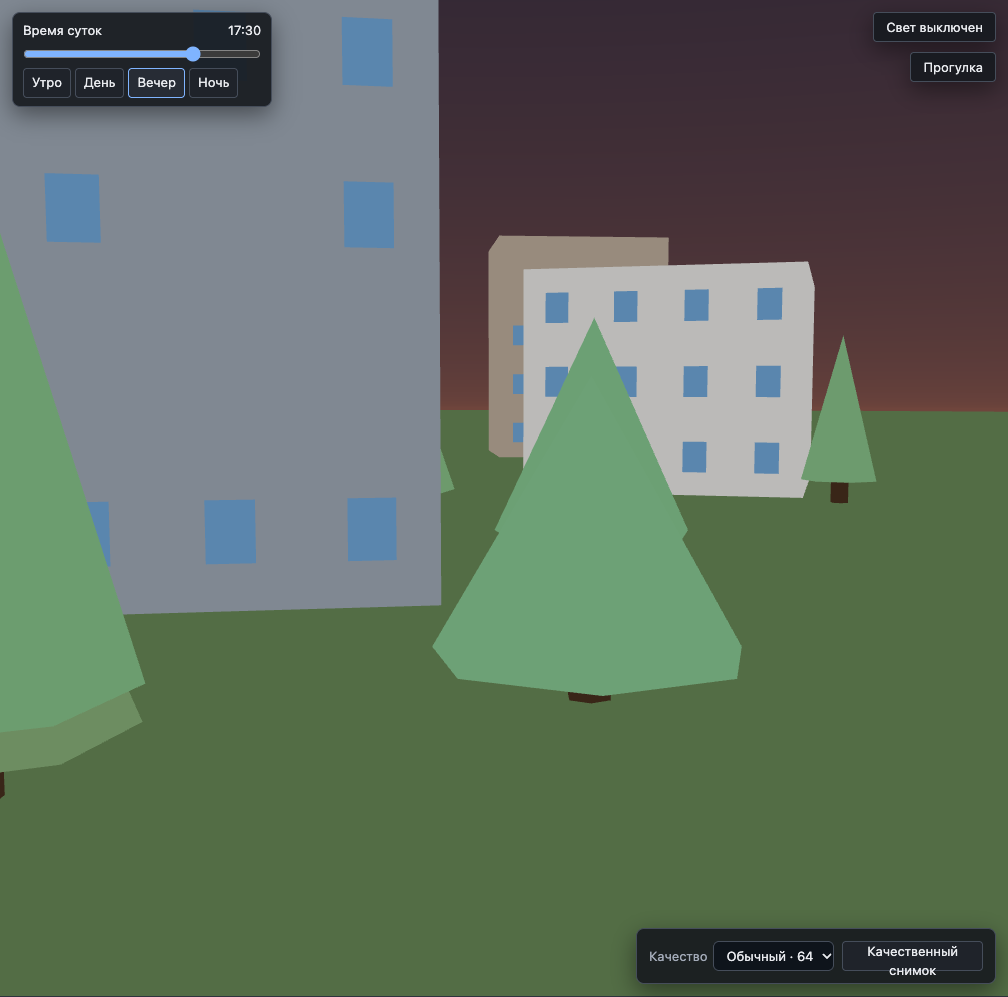 Время суток 17:30
Свет выключен
Прогулка
Утро День Вечер Ночь
Качество Обычный · 64 Качественный
снимок